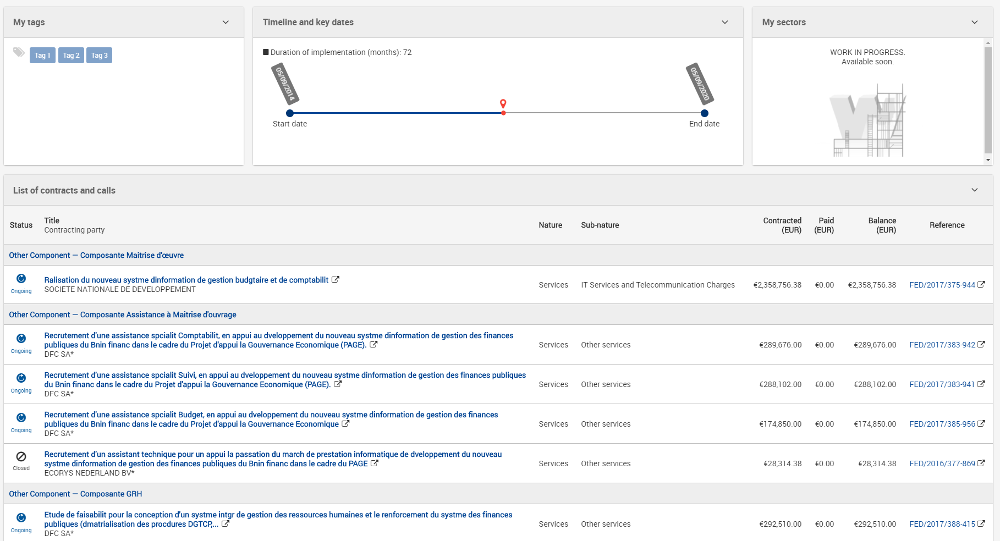 My tags
Tag 1 Tag 2 Tag 3
Timeline and key dates
Duration of implementation (months): 72
05/09/2014
05/09/2020
Start date
End date
My sectors
WORK IN PROGRESS.
Available soon.
List of contracts and calls
Status
Title
Contracting party
Nature
Sub-nature
Contracted
(EUR)
Paid
(EUR)
Balance
(EUR)
Reference
Other Component — Composante Maitrise d'œuvre
Ongoing
Ralisation du nouveau systme dinformation de gestion budgtaire et de comptabilit
SOCIETE NATIONALE DE DEVELOPPEMENT
Services IT Services and Telecommunication Charges €2,358,756.38 €0.00 €2,358,756.38 FED/2017/375-944
Other Component — Composante Assistance à Maitrise d'ouvrage
Ongoing
Recrutement d'une assistance spcialit Comptabilit, en appui au dveloppement du nouveau systme dinformation de gestion des finances
publiques du Bnin financ dans le cadre du Projet d'appui la Gouvernance Economique (PAGE).
DFC SA*
Services Other services €289,676.00 €0.00 €289,676.00 FED/2017/383-942
Ongoing
Recrutement d'une assistance spcialit Suivi, en appui au dveloppement du nouveau systme dinformation de gestion des finances publiques
du Bnin financ dans le cadre du Projet d'appui la Gouvernance Economique (PAGE).
DFC SA*
Services Other services €288,102.00 €0.00 €288,102.00 FED/2017/383-941
Ongoing
Recrutement d'une assistance spcialit Budget, en appui au dveloppement du nouveau systme dinformation de gestion des finances
publiques du Bnin financ dans le cadre du Projet d'appui la Gouvernance Economique
DFC SA*
Services Other services €174,850.00 €0.00 €174,850.00 FED/2017/385-956
Closed
Recrutement d'un assistant technique pour un appui la passation du march de prestation informatique de dveloppement du nouveau
systme dinformation de gestion des finances publiques du Bnin financ dans le cadre du PAGE
ECORYS NEDERLAND BV*
Services Other services €28,314.38 €0.00 €28,314.38 FED/2016/377-869
Other Component — Composante GRH
Ongoing
Etude de faisabilit pour la conception d'un systme intgr de gestion des ressources humaines et le renforcement du systme des finances
publiques (dmatrialisation des procdures DGTCP,...
DFC SA*
Services Other services €292,510.00 €0.00 €292,510.00 FED/2017/388-415